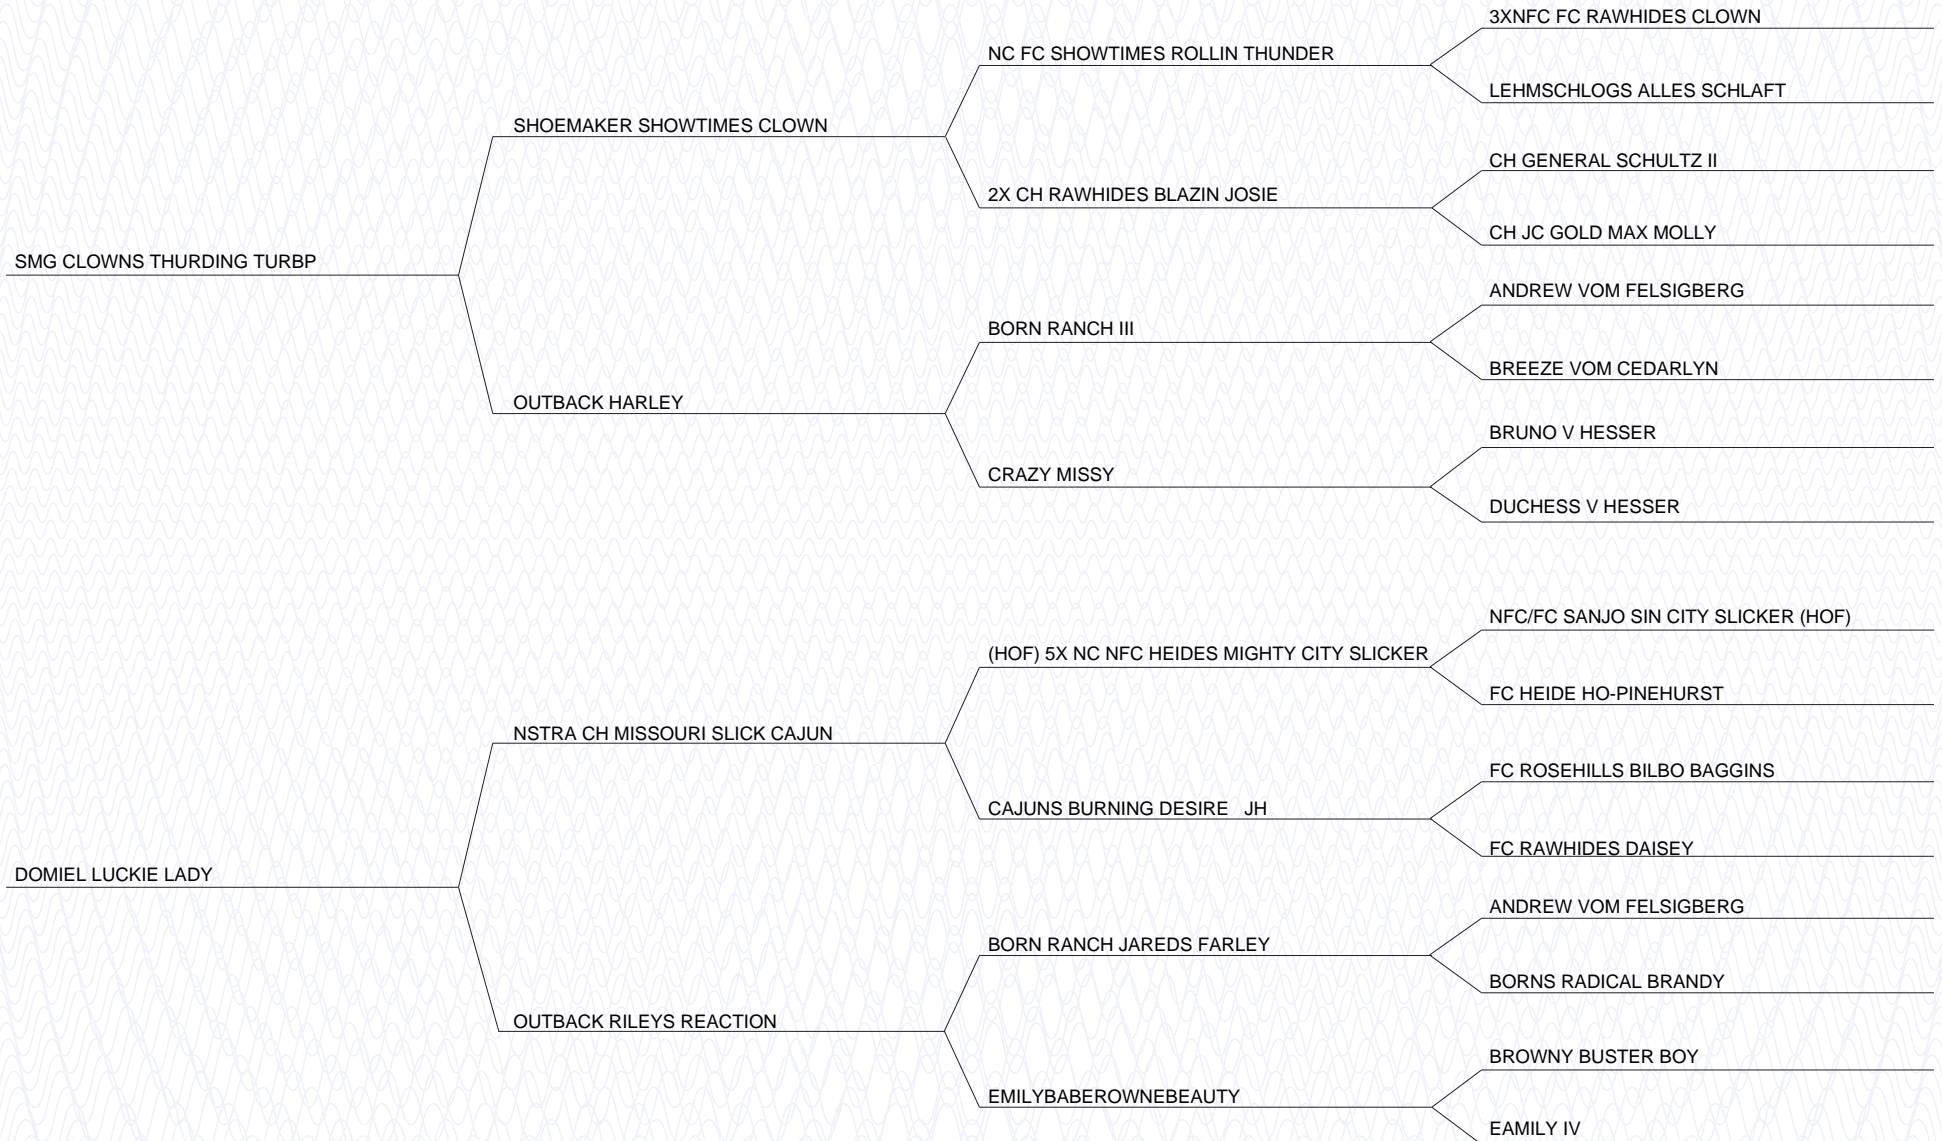 3XNFC FC RAWHIDES CLOWN
NC FC SHOWTIMES ROLLIN THUNDER
LEHMSCHLOGS ALLES SCHLAFT
SHOEMAKER SHOWTIMES CLOWN
CH GENERAL SCHULTZ II
2X CH RAWHIDES BLAZIN JOSIE
CH JC GOLD MAX MOLLY
SMG CLOWNS THURDING TURBP
ANDREW VOM FELSIGBERG
BORN RANCH III
BREEZE VOM CEDARLYN
OUTBACK HARLEY
BRUNO V HESSER
CRAZY MISSY
DUCHESS V HESSER
NFC/FC SANJO SIN CITY SLICKER (HOF)
(HOF) 5X NC NFC HEIDES MIGHTY CITY SLICKER
FC HEIDE HO-PINEHURST
NSTRA CH MISSOURI SLICK CAJUN
FC ROSEHILLS BILBO BAGGINS
CAJUNS BURNING DESIRE   JH
FC RAWHIDES DAISEY
DOMIEL LUCKIE LADY
ANDREW VOM FELSIGBERG
BORN RANCH JAREDS FARLEY
BORNS RADICAL BRANDY
OUTBACK RILEYS REACTION
BROWNY BUSTER BOY
EMILYBABEROWNEBEAUTY
EAMILY IV